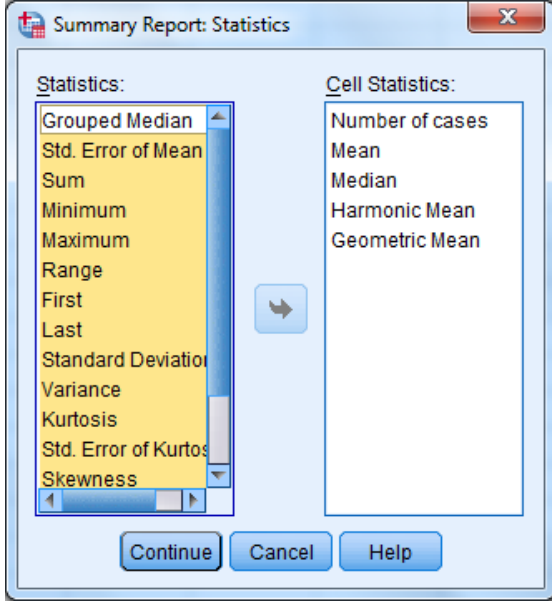 Summary Report: Statistics
Statistics:
Grouped Median
Std. Error of Mean
Sum
Minimum
Maximum
Range
First
Last
Standard Deviation
Variance
Kurtosis
Std. Error of Kurtos
Skewness
Cell Statistics:
Number of cases
Mean
Median
Harmonic Mean
Geometric Mean
Continue
Cancel
Help